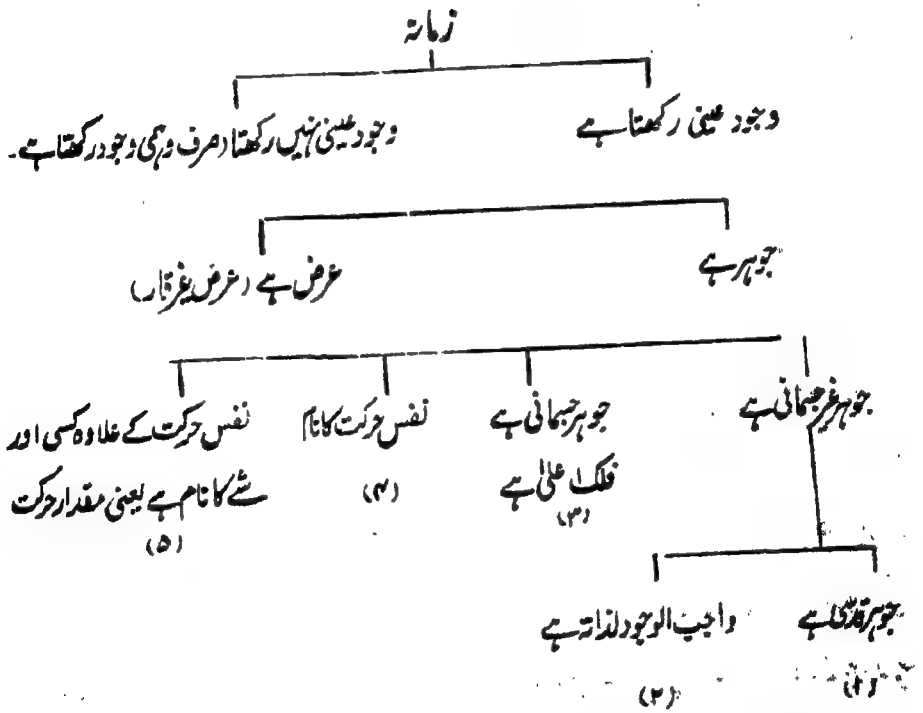 زمانہ
وجود عینی رکھتا ہے
وجود عینی نہیں رکھتا (صرف وہمی وجود رکھتا ہے۔
جوہر ہے
عرض ہے (عرض غیر قار)
جوہر غیر جسمانی ہے
جوہر جسمانی ہے
فلک اعلیٰ ہے
(۳)
نفس حرکت کا نام
(۴)
نفس حرکت کے علاوہ کسی اور
شے کا نام ہے یعنی مقدار حرکت
(۵)
جوہر قدسی ہے
(۱)
واجب الوجود لذاتہ ہے
(۲)